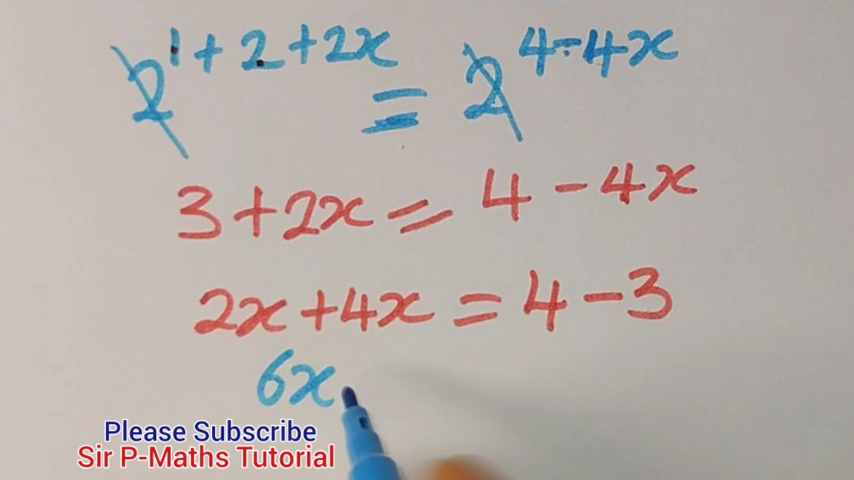 2^1+2+2x = 2^4-4x
3+2x=4-4x
2x+4x=4-3
6x
Please Subscribe
Sir P-Maths Tutorial